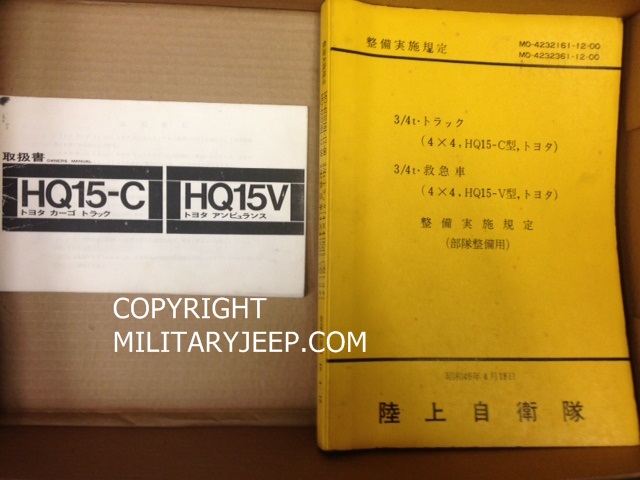 取扱書 OWNERS MANUAL
HQ15-C
トヨタ カーゴ トラック
HQ15V
トヨタ アンビュランス
整備実施規定
MO-4232161-12-00
MO-4232361-12-00
3/4t・トラック
(4×4, HQ15-C型,トヨタ)
3/4t・救急車
(4×4, HQ15-V型,トヨタ)
整備実施規定
(部隊整備用)
陸上自衛隊
COPYRIGHT
MILITARYJEEP.COM.